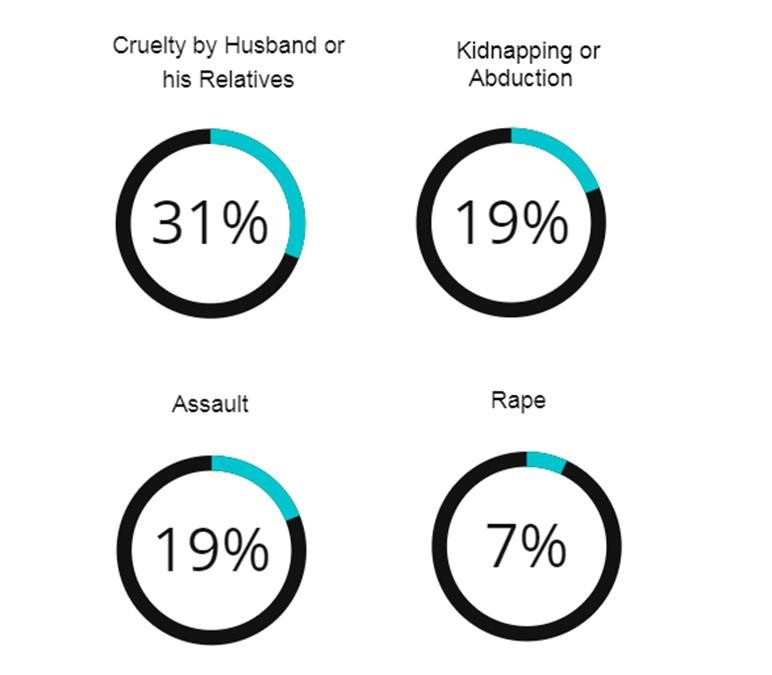 Cruelty by Husband or
his Relatives
31%
Kidnapping or
Abduction
19%
Assault
19%
Rape
7%